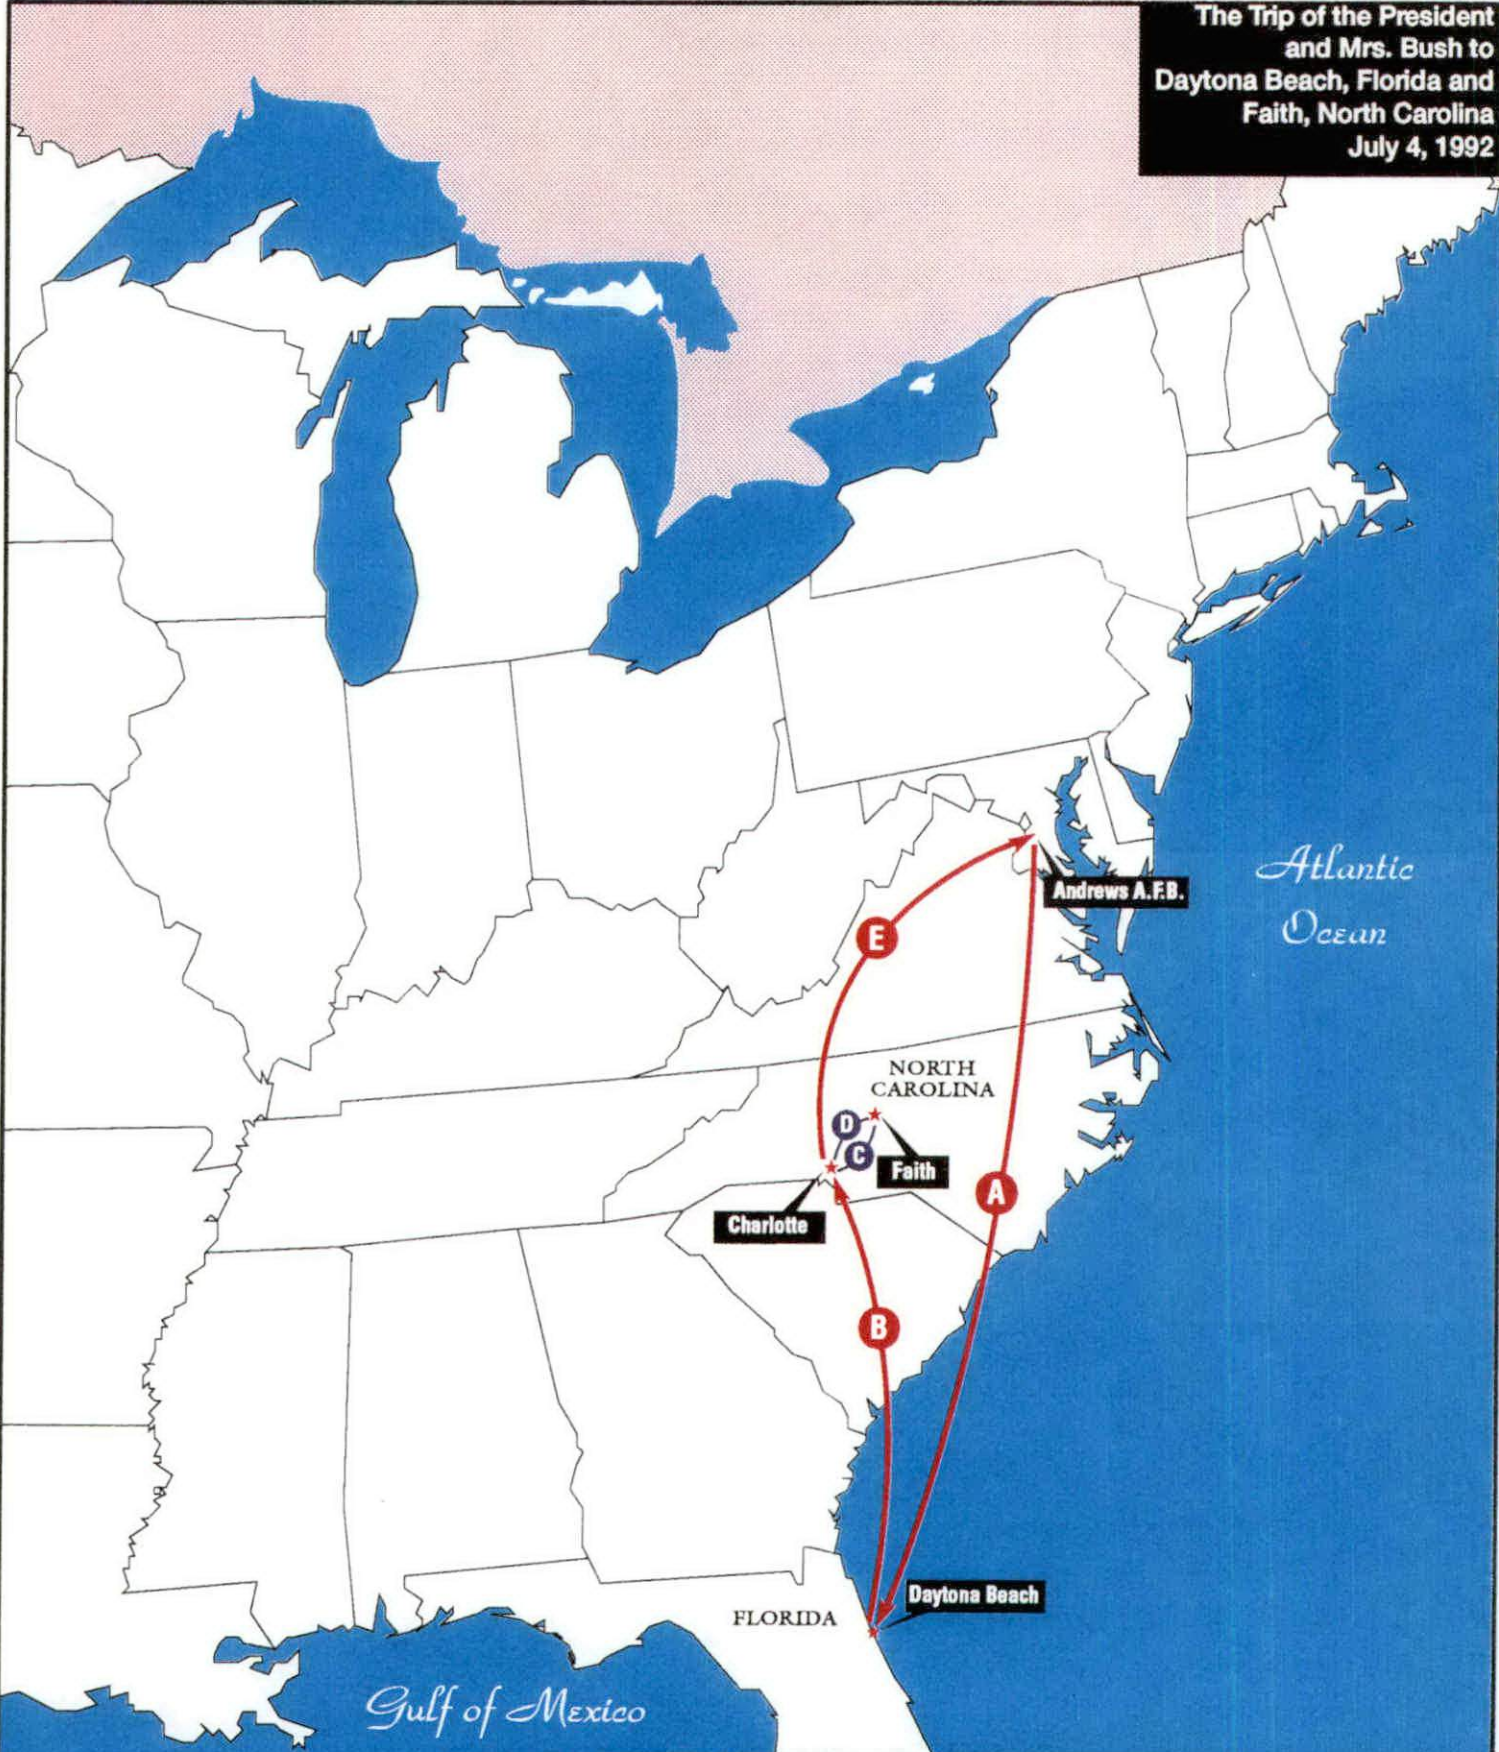 The Trip of the President
and Mrs. Bush to
Daytona Beach, Florida and
Faith, North Carolina
July 4, 1992
Atlantic
Ocean
Andrews A.F.B.
E
NORTH
CAROLINA
D
C
Faith
A
Charlotte
B
Daytona Beach
FLORIDA
Gulf of Mexico